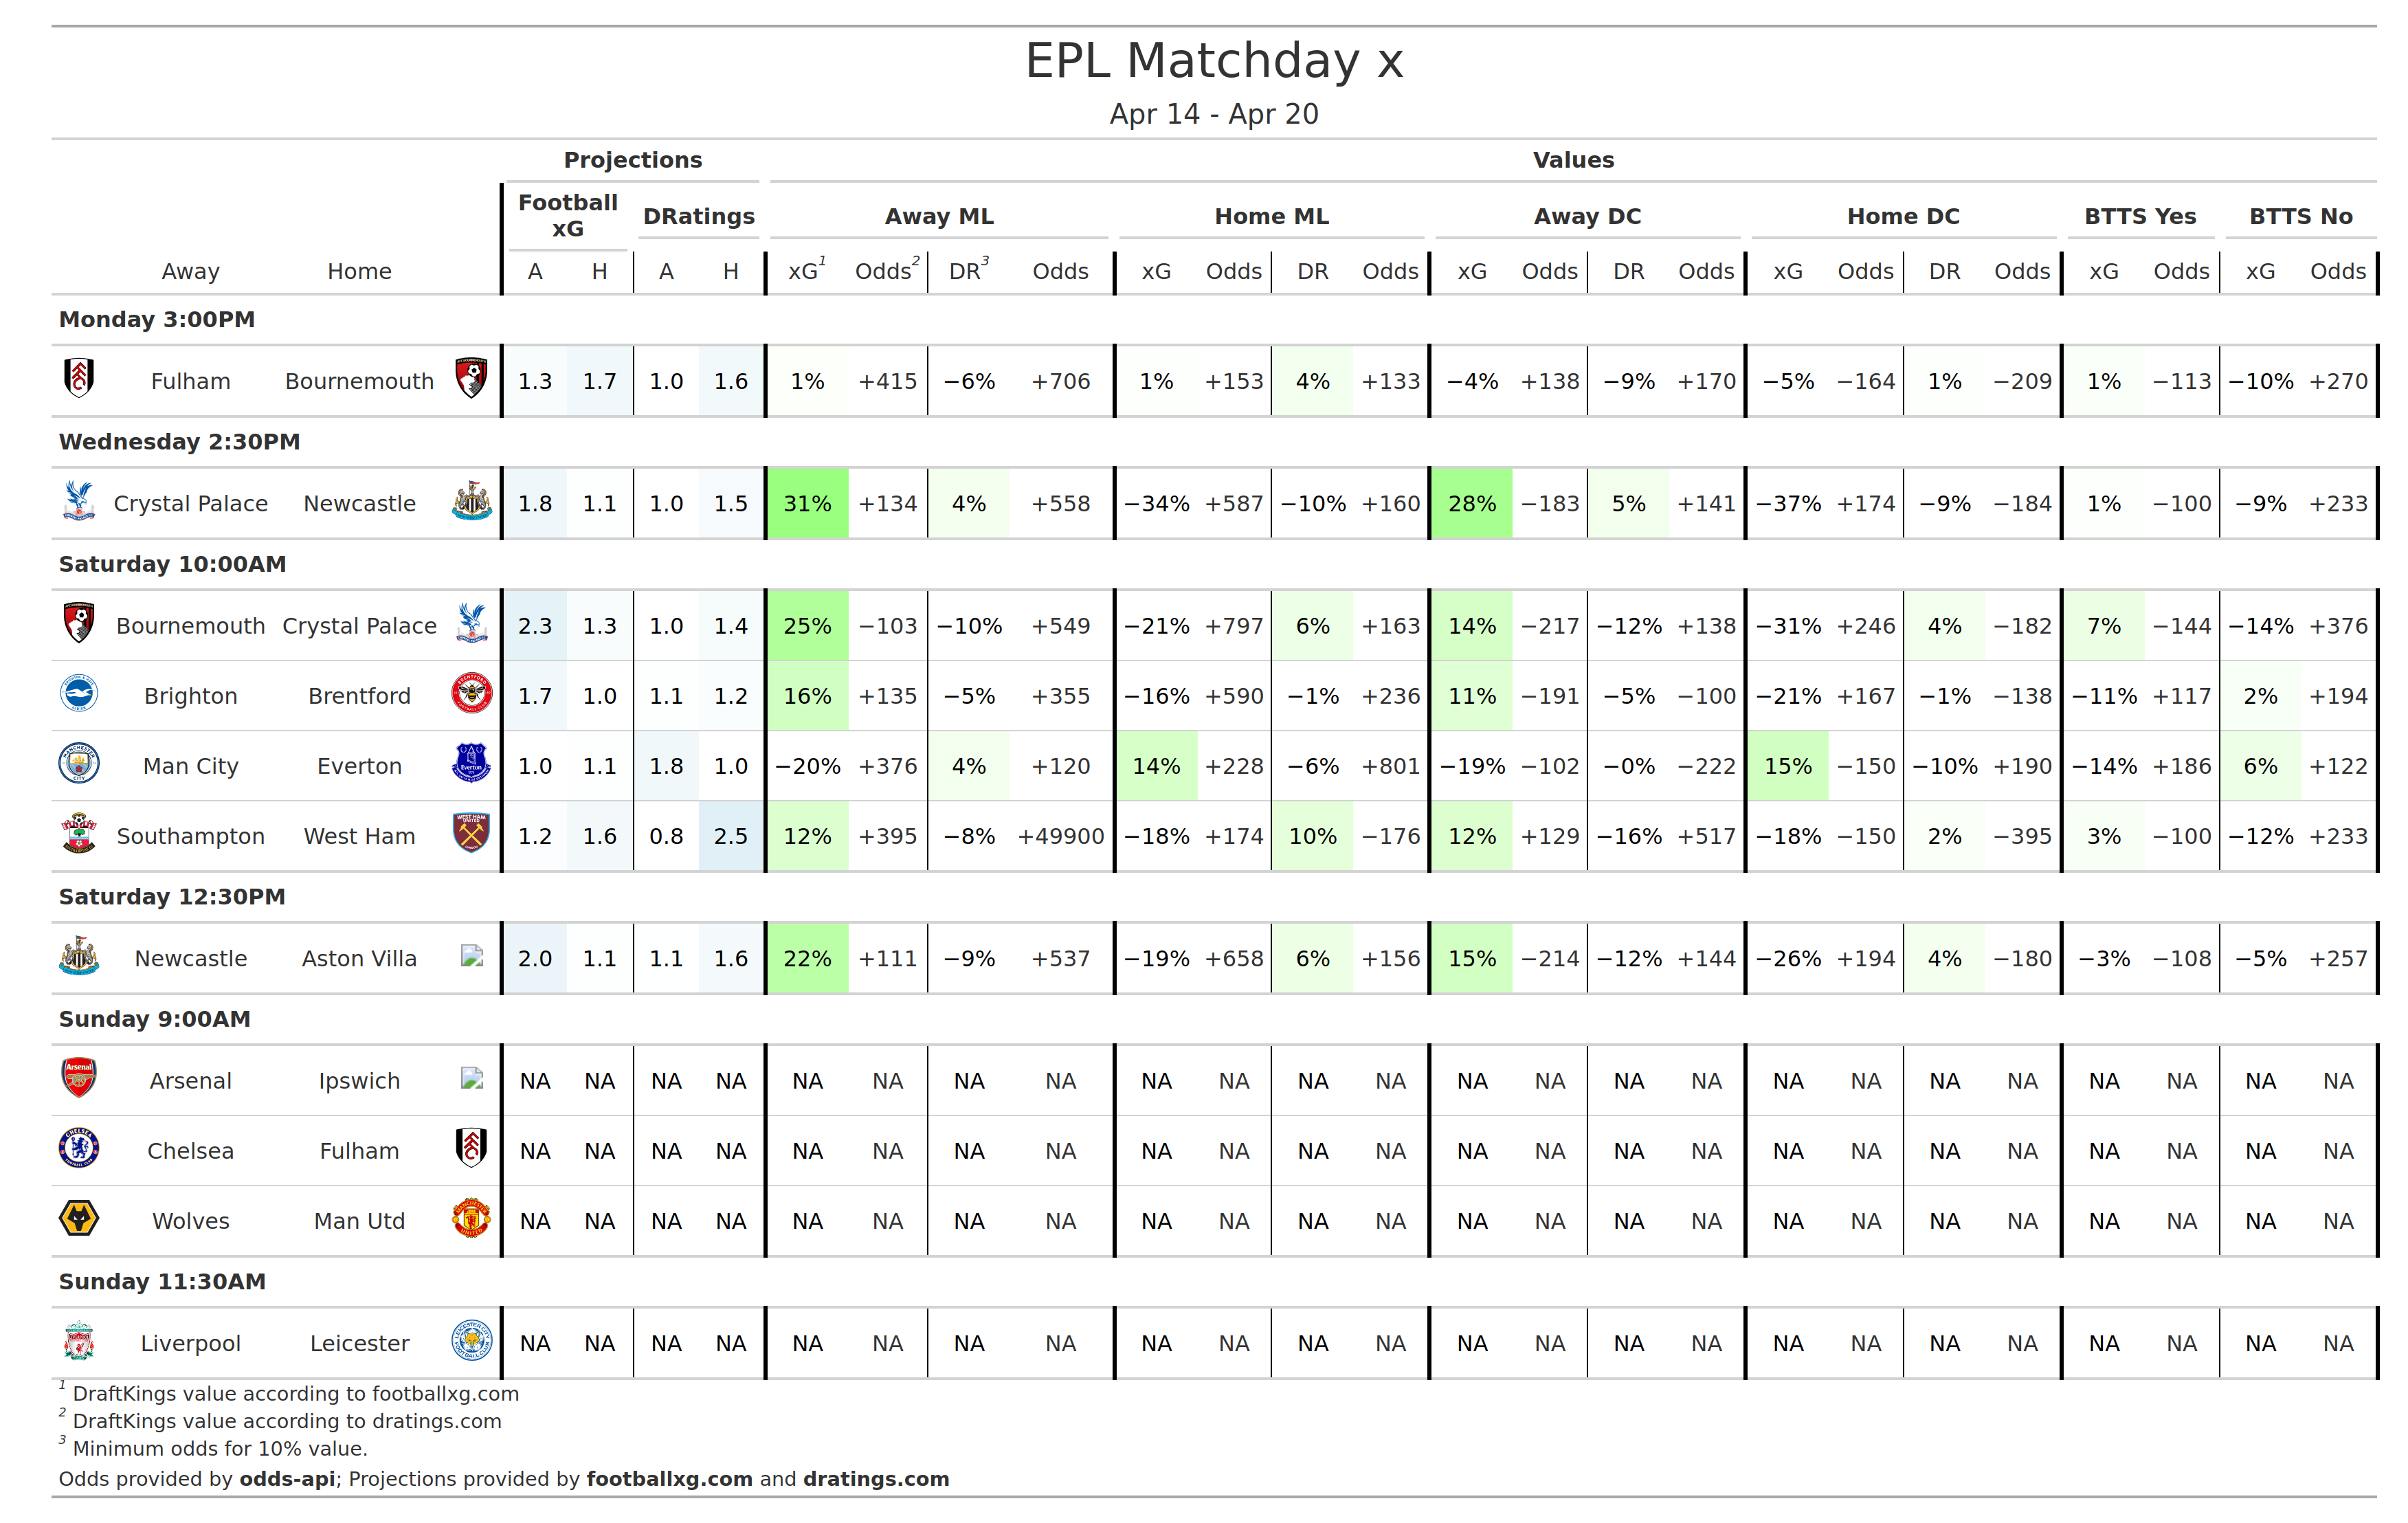 EPL Matchday x
Apr 14 - Apr 20
Projections Values
Football xG DRatings Away ML Home ML Away DC Home DC BTTS Yes BTTS No
Away Home A H A H xG1 Odds2 DR3 Odds xG Odds DR Odds xG Odds DR Odds xG Odds DR Odds xG Odds xG Odds
Monday 3:00PM
Fulham Bournemouth 1.3 1.7 1.0 1.6 1% +415 −6% +706 1% +153 4% +133 −4% +138 −9% +170 −5% −164 1% −209 1% −113 −10% +270
Wednesday 2:30PM
Crystal Palace Newcastle 1.8 1.1 1.0 1.5 31% +134 4% +558 −34% +587 −10% +160 28% −183 5% +141 −37% +174 −9% −184 1% −100 −9% +233
Saturday 10:00AM
Bournemouth Crystal Palace 2.3 1.3 1.0 1.4 25% −103 −10% +549 −21% +797 6% +163 14% −217 −12% +138 −31% +246 4% −182 7% −144 −14% +376
Brighton Brentford 1.7 1.0 1.1 1.2 16% +135 −5% +355 −16% +590 −1% +236 11% −191 −5% −100 −21% +167 −1% −138 −11% +117 2% +194
Man City Everton 1.0 1.1 1.8 1.0 −20% +376 4% +120 14% +228 −6% +801 −19% −102 −0% −222 15% −150 −10% +190 −14% +186 6% +122
Southampton West Ham 1.2 1.6 0.8 2.5 12% +395 −8% +49900 −18% +174 10% −176 12% +129 −16% +517 −18% −150 2% −395 3% −100 −12% +233
Saturday 12:30PM
Newcastle Aston Villa 2.0 1.1 1.1 1.6 22% +111 −9% +537 −19% +658 6% +156 15% −214 −12% +144 −26% +194 4% −180 −3% −108 −5% +257
Sunday 9:00AM
Arsenal Ipswich NA NA NA NA NA NA NA NA NA NA NA NA NA NA NA NA NA NA NA NA NA NA NA NA
Chelsea Fulham NA NA NA NA NA NA NA NA NA NA NA NA NA NA NA NA NA NA NA NA NA NA NA NA
Wolves Man Utd NA NA NA NA NA NA NA NA NA NA NA NA NA NA NA NA NA NA NA NA NA NA NA NA
Sunday 11:30AM
Liverpool Leicester NA NA NA NA NA NA NA NA NA NA NA NA NA NA NA NA NA NA NA NA NA NA NA NA
1 DraftKings value according to footballxg.com
2 DraftKings value according to dratings.com
3 Minimum odds for 10% value.
Odds provided by odds-api; Projections provided by footballxg.com and dratings.com